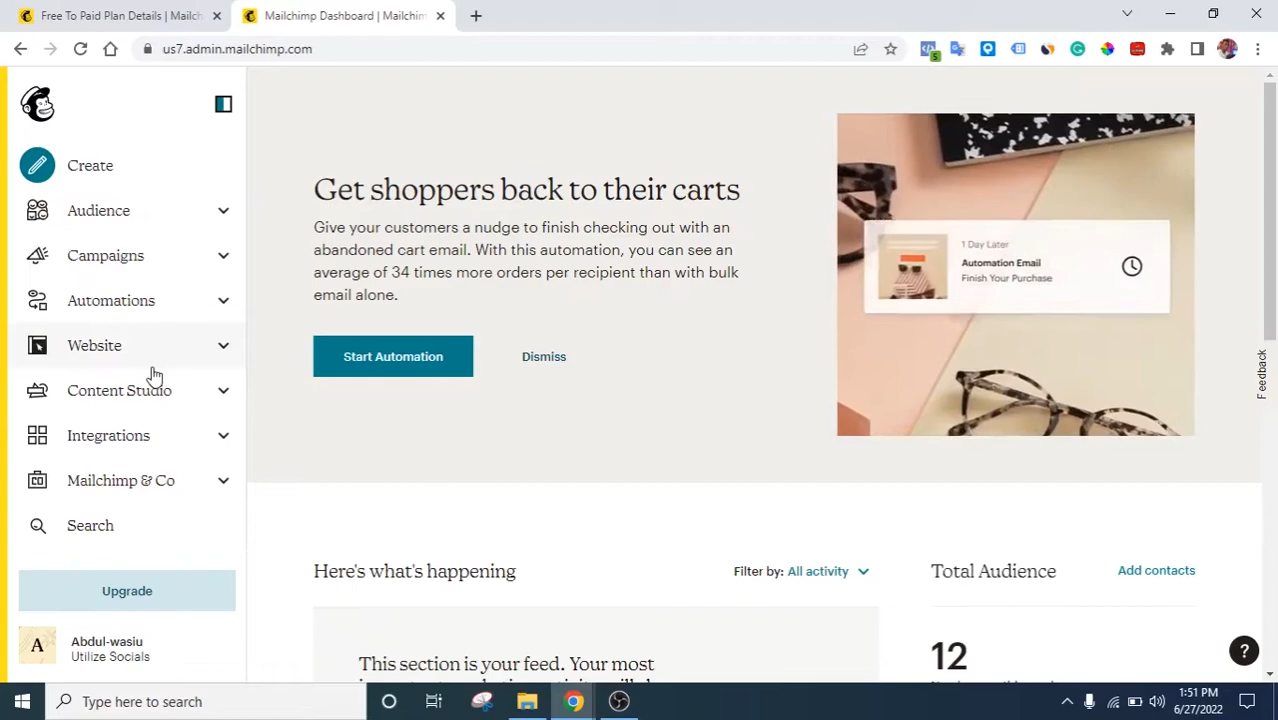 Free To Paid Plan Details | Mailch
Mailchimp Dashboard | Mailchim
us7.admin.mailchimp.com
5
Create
Audience
Campaigns
Automations
Website
Content Studio
Integrations
Mailchimp & Co
Search
Upgrade
A
Abdul-wasiu
Utilize Socials
Get shoppers back to their carts
Give your customers a nudge to finish checking out with an
abandoned cart email. With this automation, you can see an
average of 34 times more orders per recipient than with bulk
email alone.
Start Automation
Dismiss
1 Day Later
Automation Email
Finish Your Purchase
Feedback
Here's what's happening
Filter by: All activity
This section is your feed. Your most
Total Audience
Add contacts
12
?
Type here to search
1:51 PM
6/27/2022